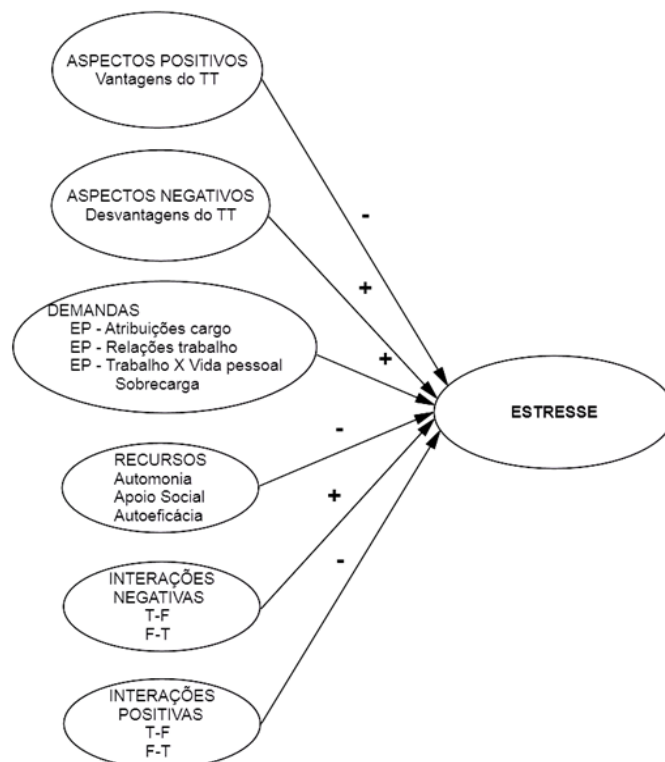 ASPECTOS POSITIVOS
Vantagens do TT
-
ASPECTOS NEGATIVOS
Desvantagens do TT
+
DEMANDAS
EP - Atribuições cargo
EP - Relações trabalho
EP - Trabalho X Vida pessoal
Sobrecarga
+
ESTRESSE
RECURSOS
Automonia
Apoio Social
Autoeficácia
-
INTERAÇÕES
NEGATIVAS
T-F
F-T
+
INTERAÇÕES
POSITIVAS
T-F
F-T
-